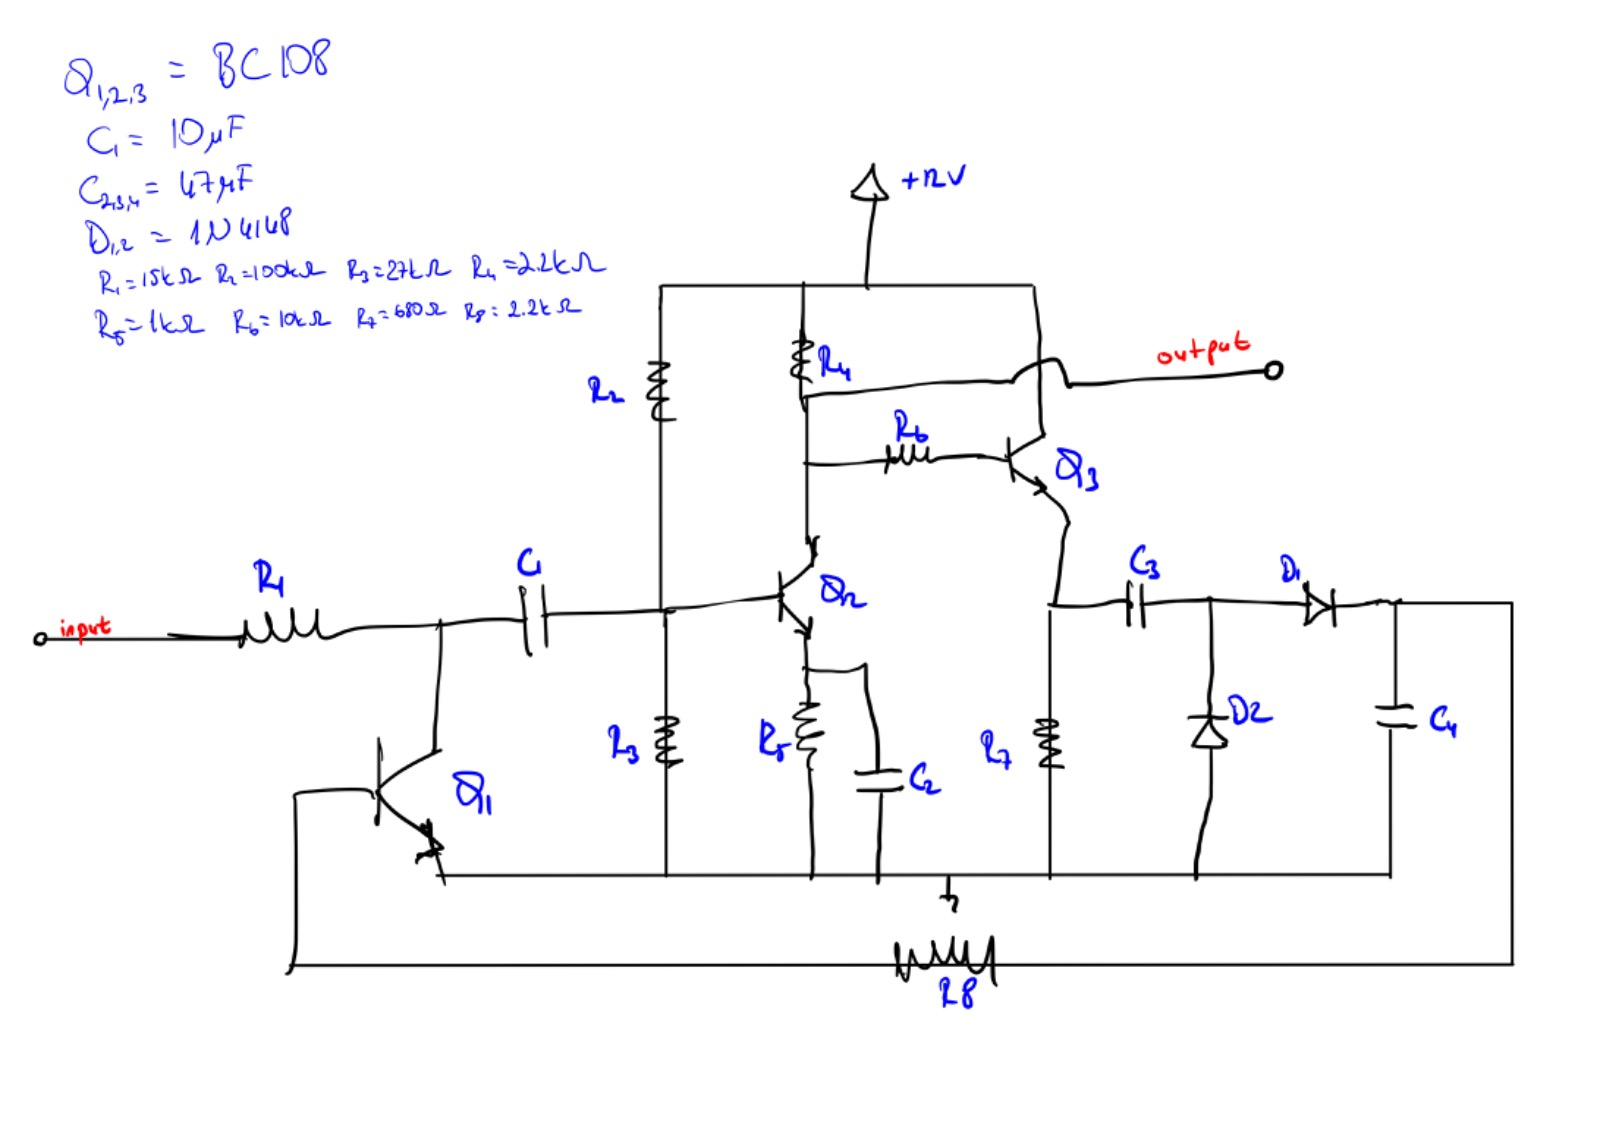 Q1,2,3 = BC108
C1 = 10µF
C2,3,4 = 47µF
D1,2 = 1N4148
R1=15kΩ R2=100kΩ R3=27kΩ R4=2.2kΩ
R5=1kΩ R6=10kΩ R7=680Ω R8=2.2kΩ
+12V
output
R4
R2
R6
Q3
C1
R1
C3
D1
Q2
input
D2
C4
R3
R5
R7
C2
Q1
R8